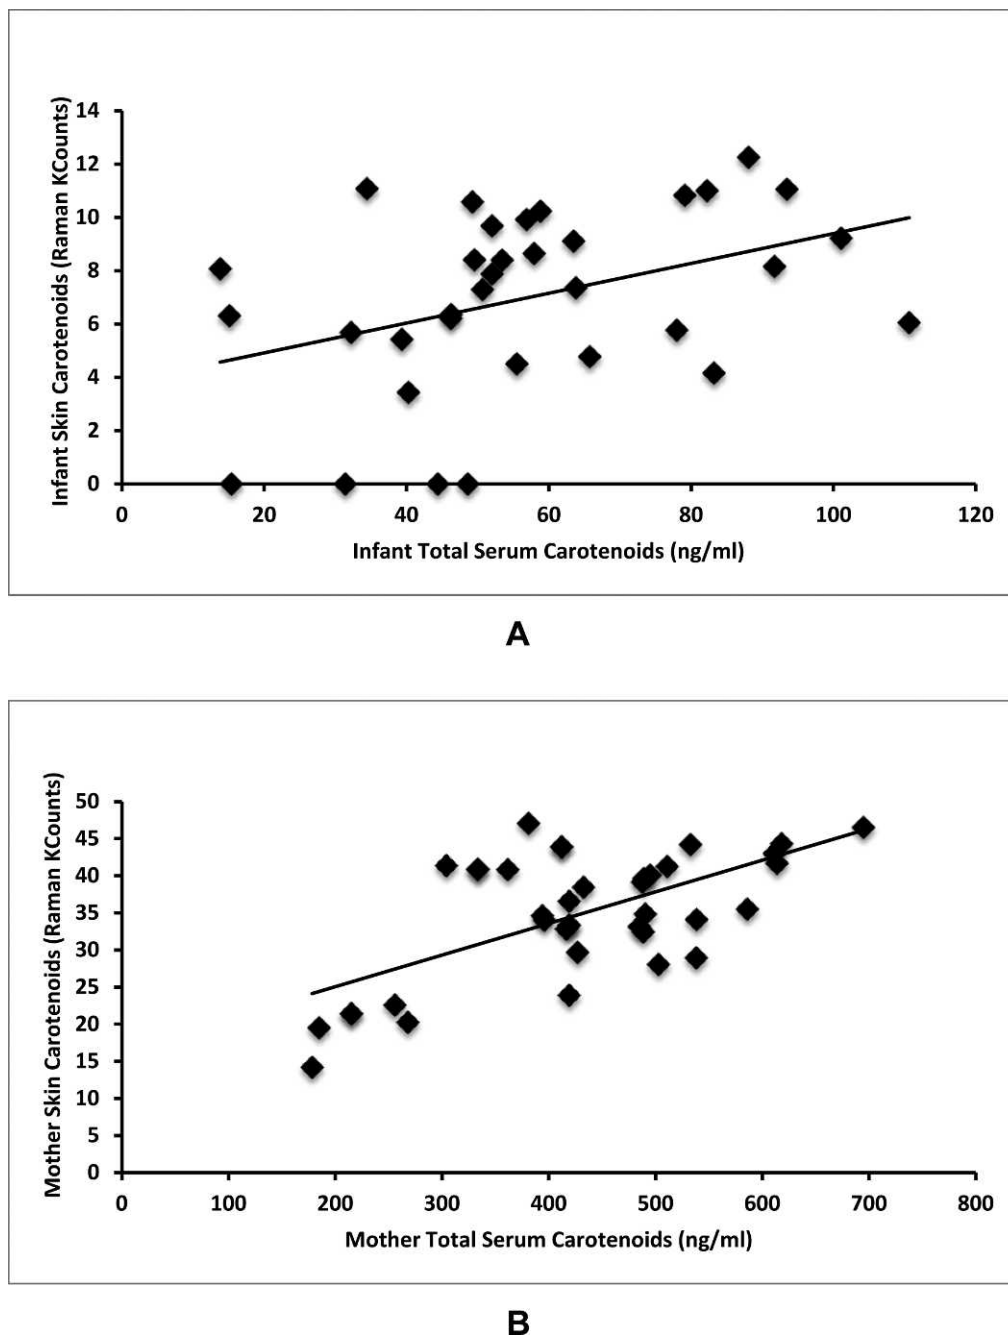 Infant Skin Carotenoids (Raman KCounts)
14
12
10
8
6
4
2
0
0 20 40 60 80 100 120
Infant Total Serum Carotenoids (ng/ml)
A
Mother Skin Carotenoids (Raman KCounts)
50
45
40
35
30
25
20
15
10
5
0
0 100 200 300 400 500 600 700 800
Mother Total Serum Carotenoids (ng/ml)
B